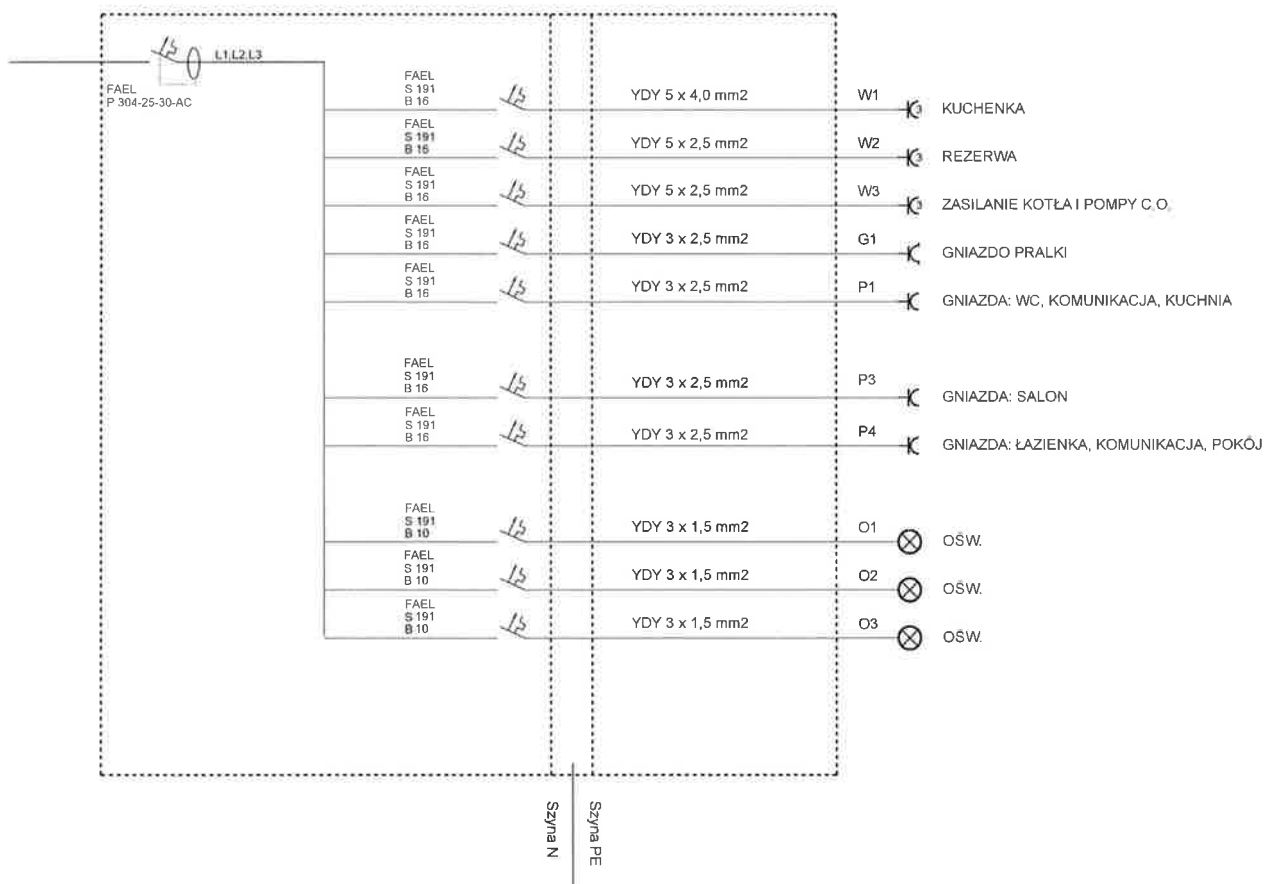 L1,L2,L3
FAEL
P 304-25-30-AC
FAEL
S 191
B 16
YDY 5 x 4,0 mm2
W1
3
KUCHENKA
FAEL
S 191
B 16
YDY 5 x 2,5 mm2
W2
3
REZERWA
FAEL
S 191
B 16
YDY 5 x 2,5 mm2
W3
3
ZASILANIE KOTŁA I POMPY C.O.
FAEL
S 191
B 16
YDY 3 x 2,5 mm2
G1
GNIAZDO PRALKI
FAEL
S 191
B 16
YDY 3 x 2,5 mm2
P1
GNIAZDA: WC, KOMUNIKACJA, KUCHNIA
FAEL
S 191
B 16
YDY 3 x 2,5 mm2
P3
GNIAZDA: SALON
FAEL
S 191
B 16
YDY 3 x 2,5 mm2
P4
GNIAZDA: ŁAZIENKA, KOMUNIKACJA, POKÓJ
FAEL
S 191
B 10
YDY 3 x 1,5 mm2
O1
OŚW.
FAEL
S 191
B 10
YDY 3 x 1,5 mm2
O2
OŚW.
FAEL
S 191
B 10
YDY 3 x 1,5 mm2
O3
OŚW.
Szyna N
Szyna PE